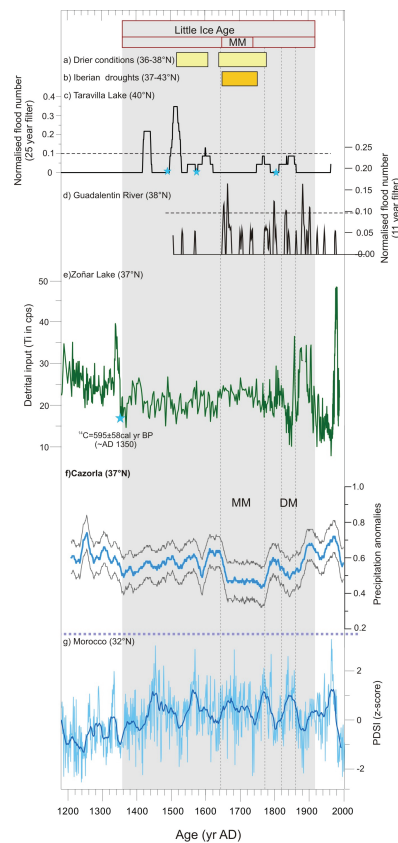 Little Ice Age
MM
a) Drier conditions (36-38°N)
b) Iberian droughts (37-43°N)
c) Taravilla Lake (40°N)
Normalised flood number
(25 year filter)
0.4
0.3
0.2
0.1
0
0.25
0.20
0.15
0.10
0.00
Normalised flood number
(11 year filter)
d) Guadalentin River (38°N)
e)Zoñar Lake (37°N)
Detrital input (Ti in cps)
50
40
30
20
10
¹⁴C=595±58cal yr BP
(~AD 1350)
f)Cazorla (37°N)
MM
DM
1.0
0.8
0.6
0.4
0.2
Precpitation anomalies
g) Morocco (32°N)
2
0
-2
PDSI (z-score)
1200 1300 1400 1500 1600 1700 1800 1900 2000
Age (yr AD)